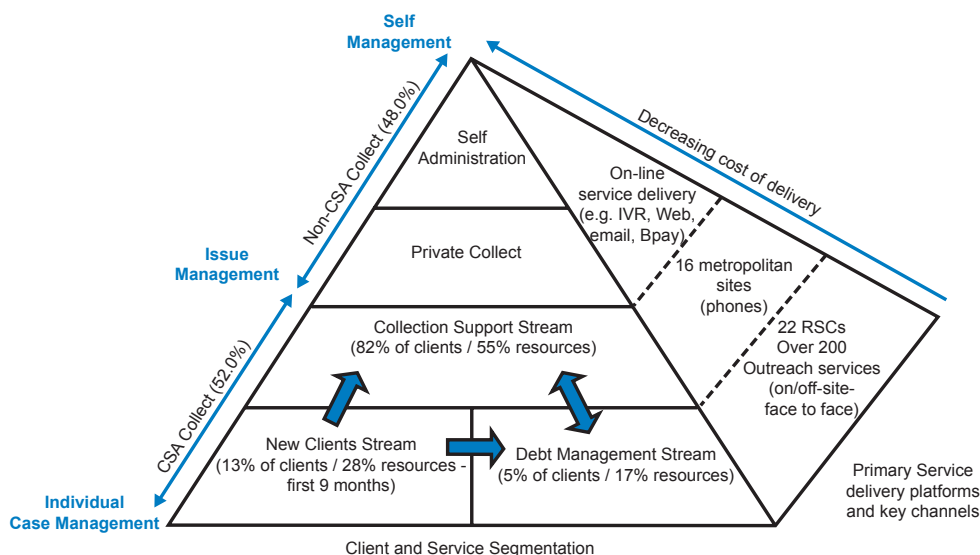 Self
Management
Non-CSA Collect (48.0%)
Decreasing cost of delivery
Self
Administration
On-line
service delivery
(e.g. IVR, Web,
email, Bpay)
Issue
Management
Private Collect
16 metropolitan
sites
(phones)
Collection Support Stream
(82% of clients / 55% resources)
22 RSCs
Over 200
Outreach services
(on/off-site-
face to face)
CSA Collect (52.0%)
New Clients Stream
(13% of clients / 28% resources -
first 9 months)
Debt Management Stream
(5% of clients / 17% resources)
Individual
Case Management
Primary Service
delivery platforms
and key channels
Client and Service Segmentation